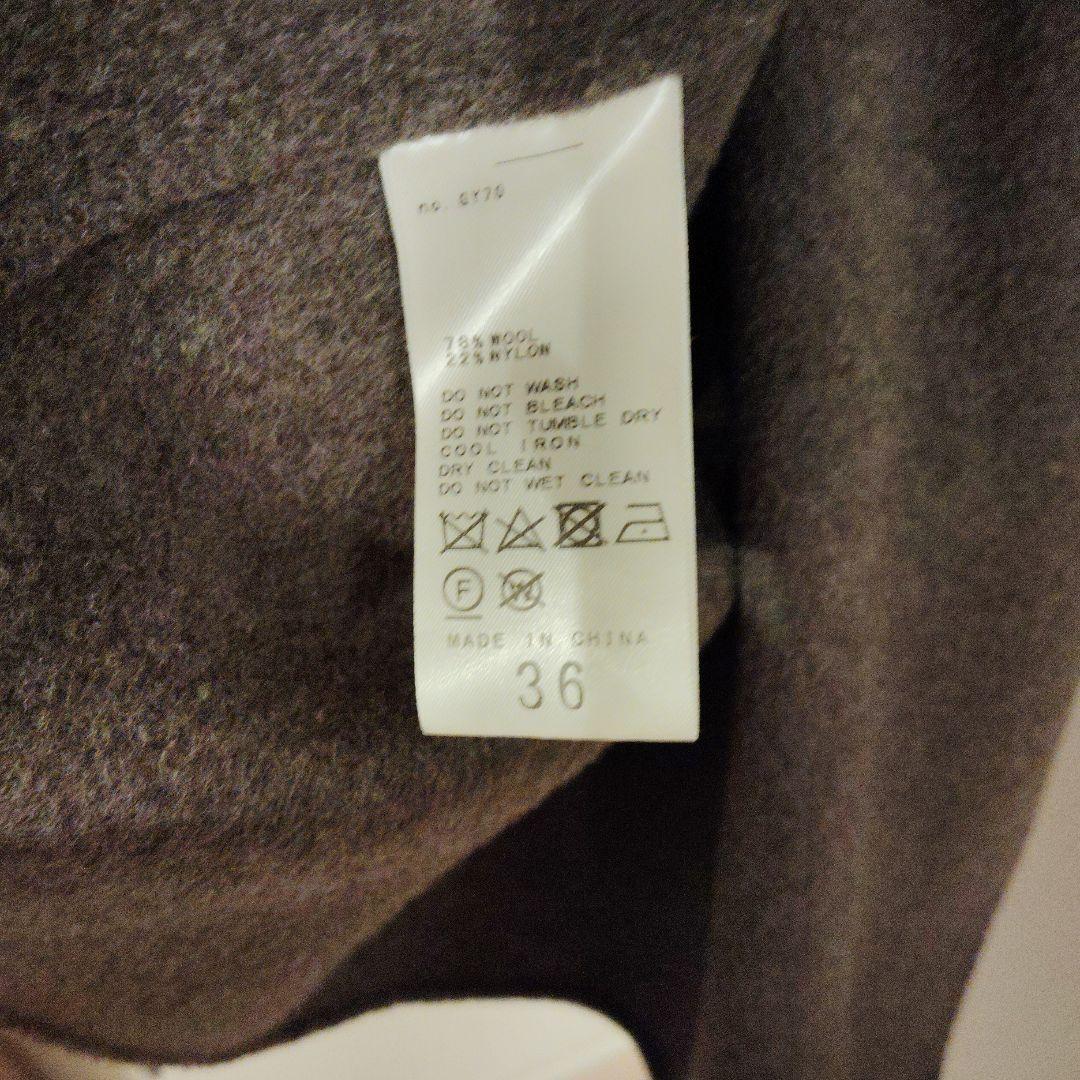 no. GY70
78% WOOL
22% NYLON
DO NOT WASH
DO NOT BLEACH
DO NOT TUMBLE DRY
COOL IRON
DRY CLEAN
DO NOT WET CLEAN
F W
MADE IN CHINA
36